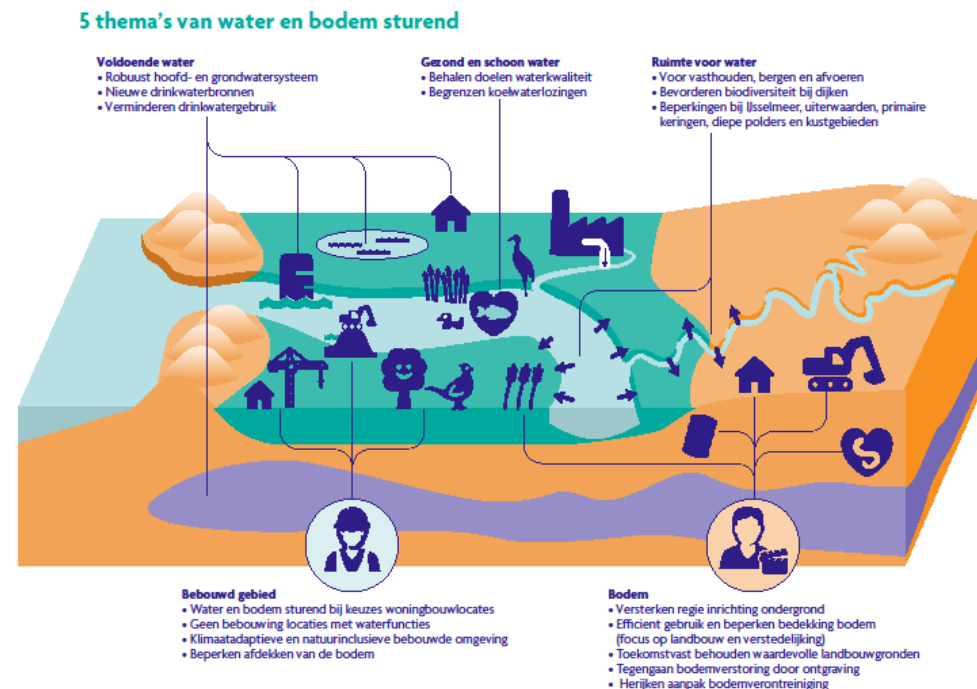 5 thema's van water en bodem sturend
Voldoende water
• Robuust hoofd- en grondwatersysteem
• Nieuwe drinkwaterbronnen
• Verminderen drinkwatergebruik
Gezond en schoon water
• Behalen doelen waterkwaliteit
• Begrenzen koelwaterlozingen
Ruimte voor water
• Voor vasthouden, bergen en afvoeren
• Bevorderen biodiversiteit bij dijken
• Beperkingen bij IJsselmeer, uiterwaarden, primaire
keringen, diepe polders en kustgebieden
Bebouwd gebied
• Water en bodem sturend bij keuzes woningbouwlocates
• Geen bebouwing locaties met waterfuncties
• Klimaatadaptieve en natuurinclusieve bebouwde omgeving
• Beperken afdekken van de bodem
Bodem
• Versterken regie inrichting ondergrond
• Efficient gebruik en beperken bedekking bodem
(focus op landbouw en verstedelijking)
• Toekomstvast behouden waardevolle landbouwgronden
• Tegengaan bodemverstoring door ontgraving
• Herijken aanpak bodemverontreiniging